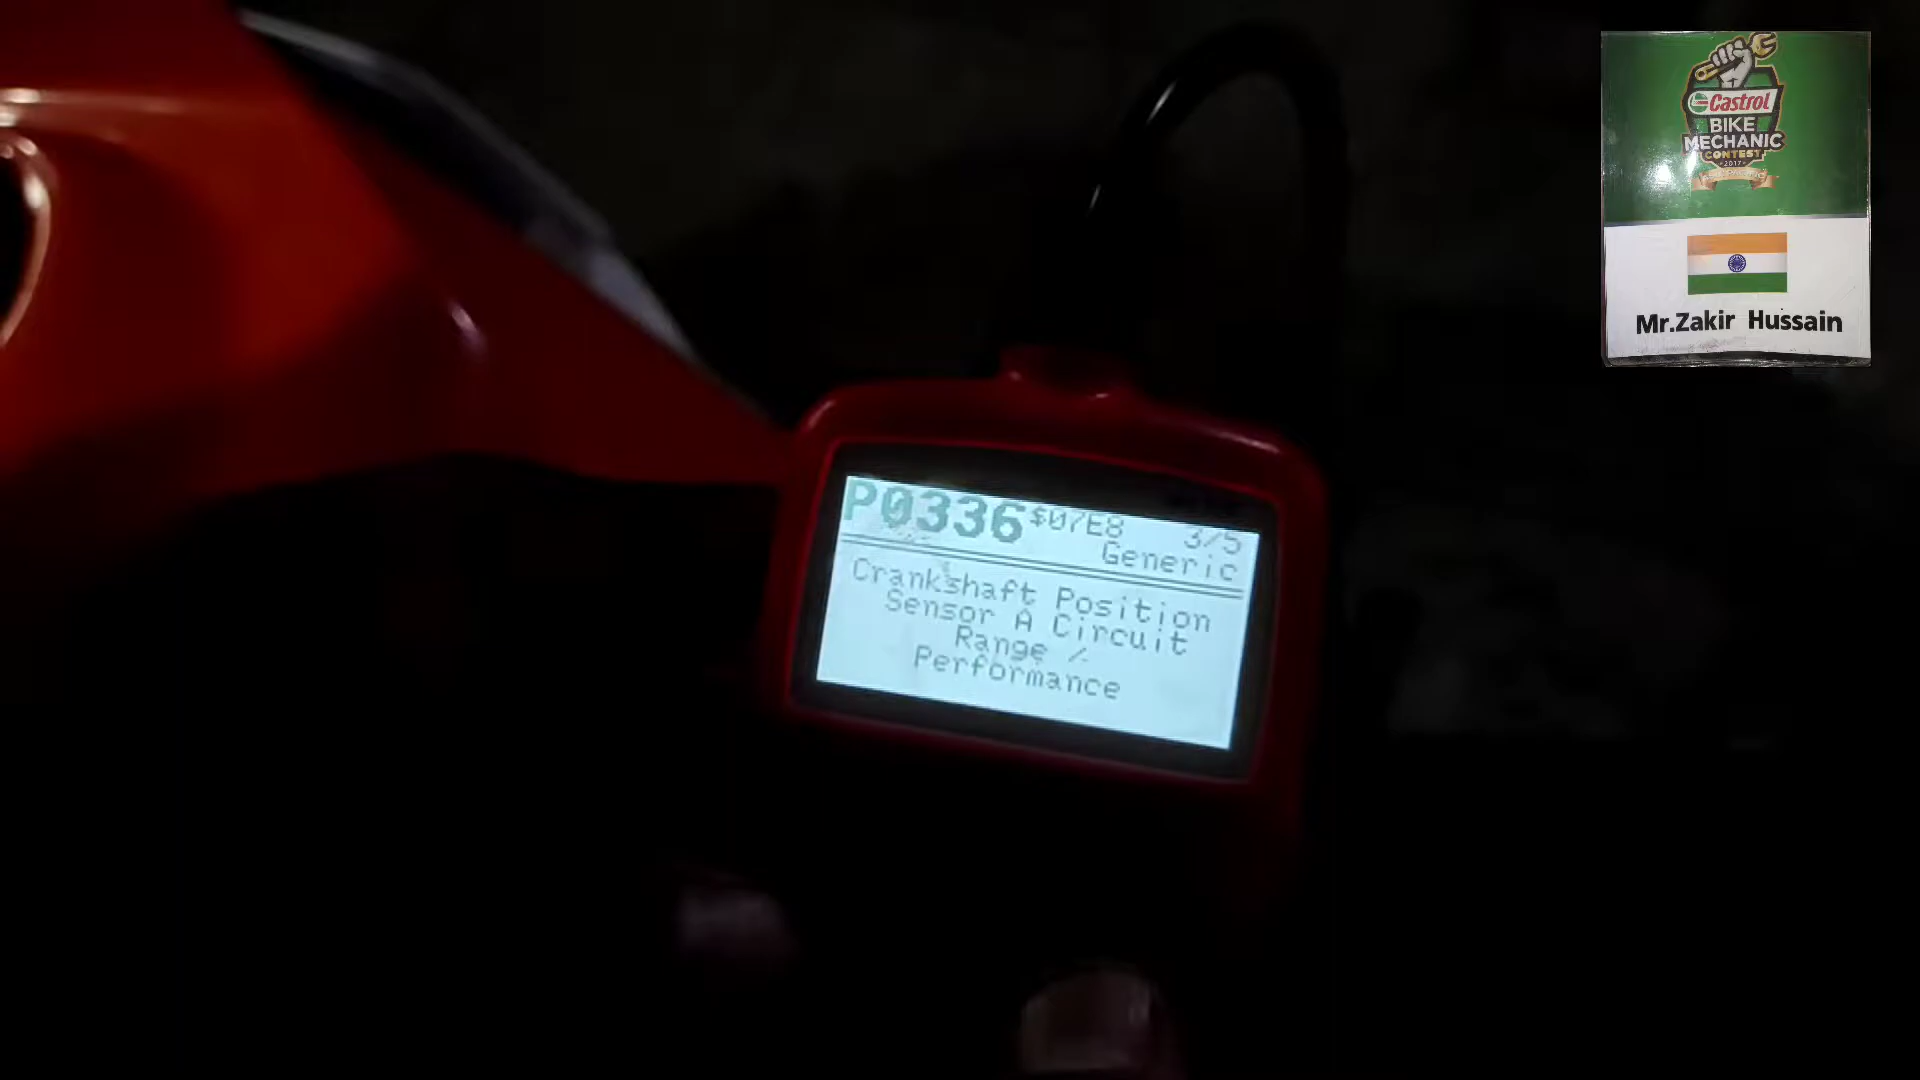 P0336 $07E8 3/5
Generic
Crankshaft Position
Sensor A Circuit
Range /
Performance
Castrol
BIKE
MECHANIC
CONTEST
2017
Mr.Zakir Hussain